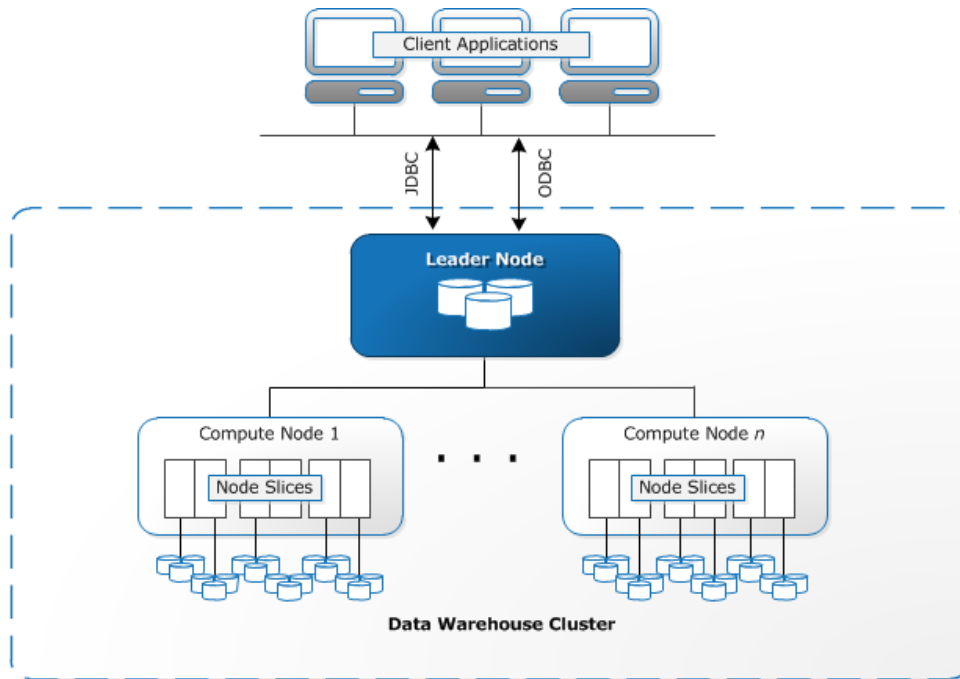 Client Applications
JDBC
ODBC
Leader Node
Compute Node 1
Compute Node n
. . .
Node Slices
Node Slices
Data Warehouse Cluster